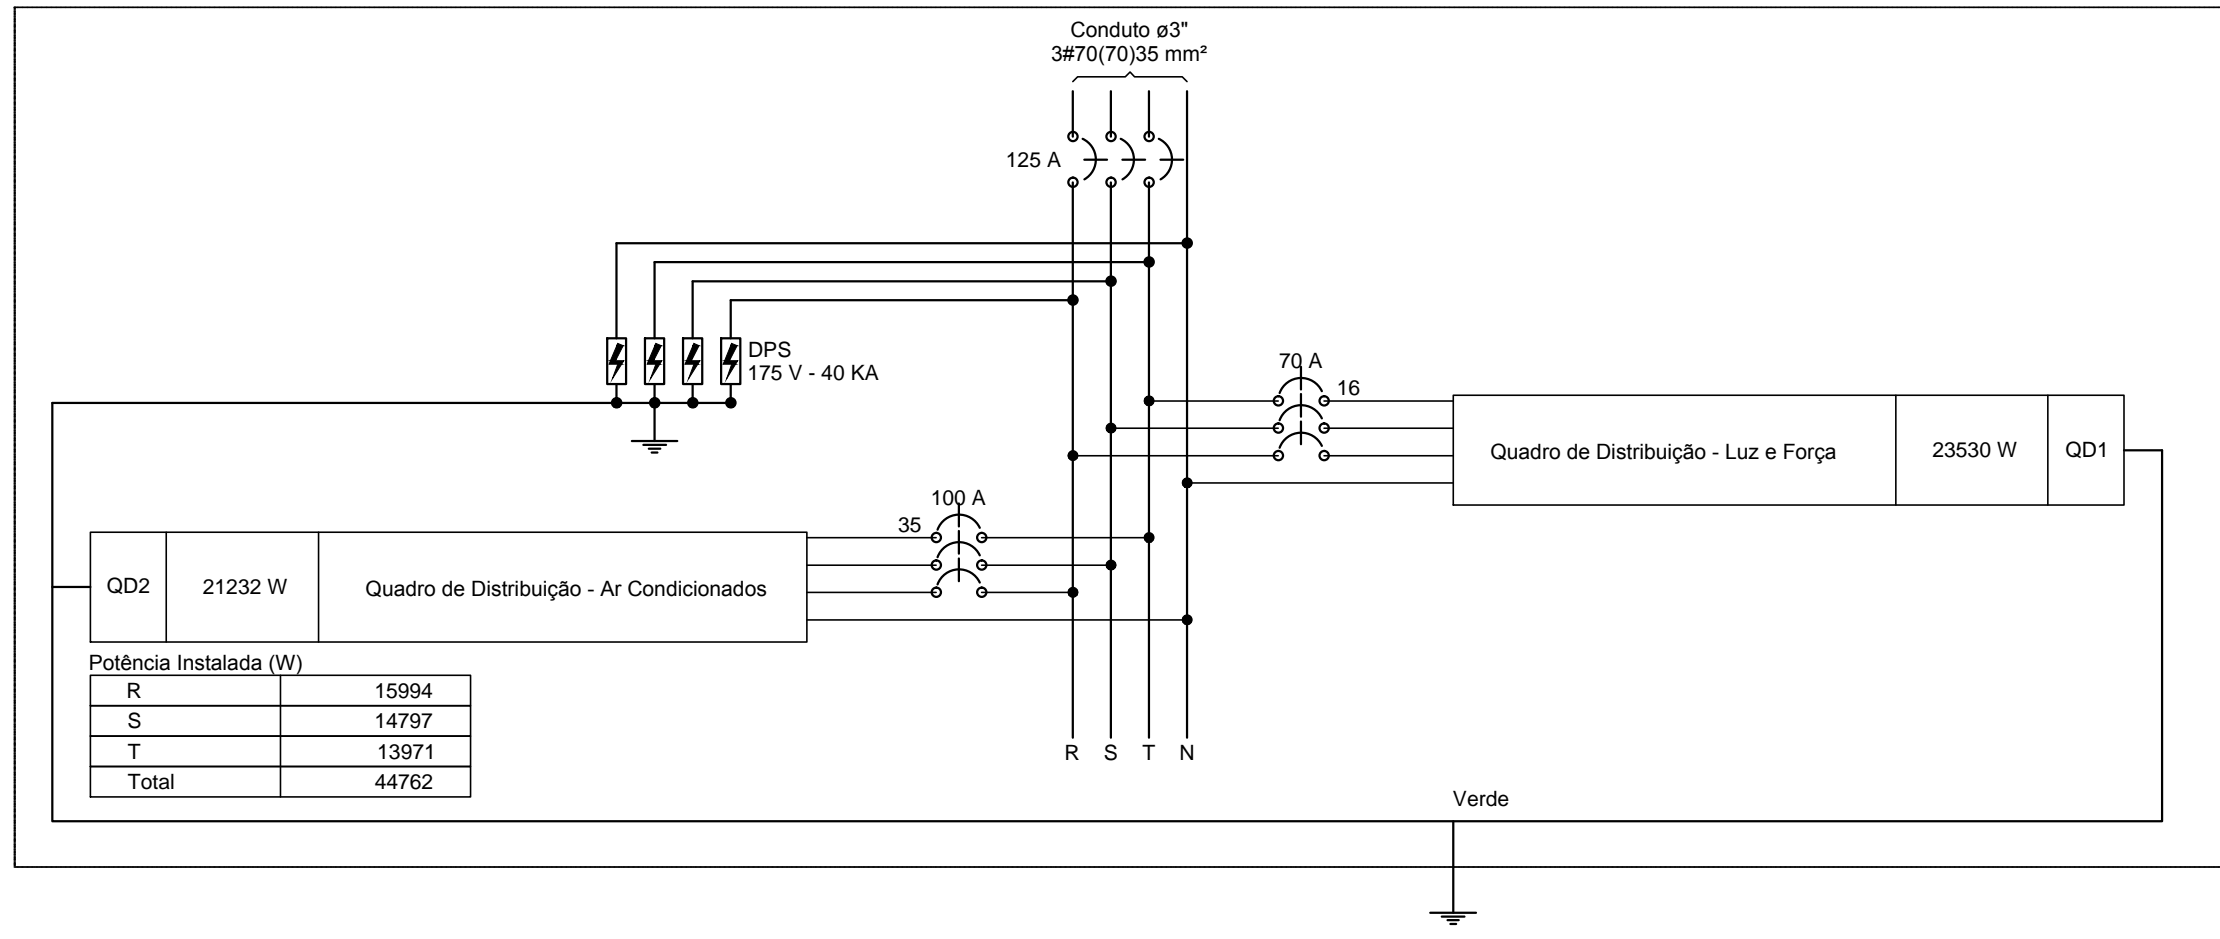 Conduto ø3"
3#70(70)35 mm²
125 A
DPS
175 V - 40 KA
70 A
16
Quadro de Distribuição - Luz e Força
23530 W
QD1
100 A
35
QD2
21232 W
Quadro de Distribuição - Ar Condicionados
Potência Instalada (W)
R 15994
S 14797
T 13971
Total 44762
R S T N
Verde